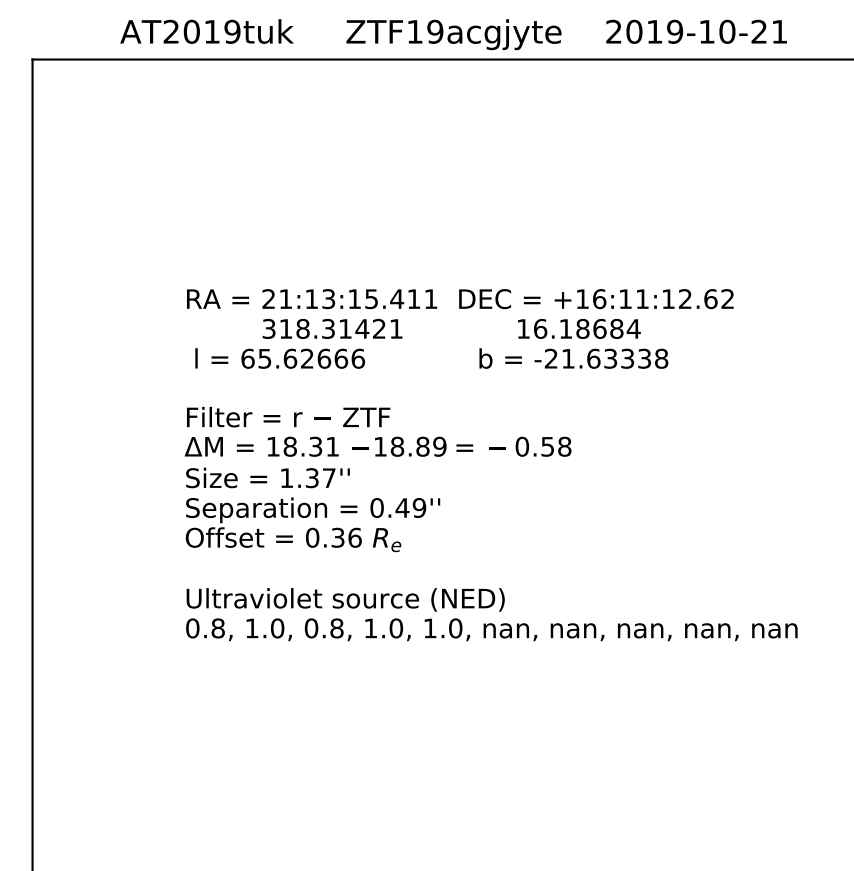 AT2019tuk ZTF19acgjyte 2019-10-21
RA = 21:13:15.411 DEC = +16:11:12.62
318.31421 16.18684
l = 65.62666 b = -21.63338
Filter = r − ZTF
ΔM = 18.31 −18.89 = − 0.58
Size = 1.37''
Separation = 0.49''
Offset = 0.36 Re
Ultraviolet source (NED)
0.8, 1.0, 0.8, 1.0, 1.0, nan, nan, nan, nan, nan